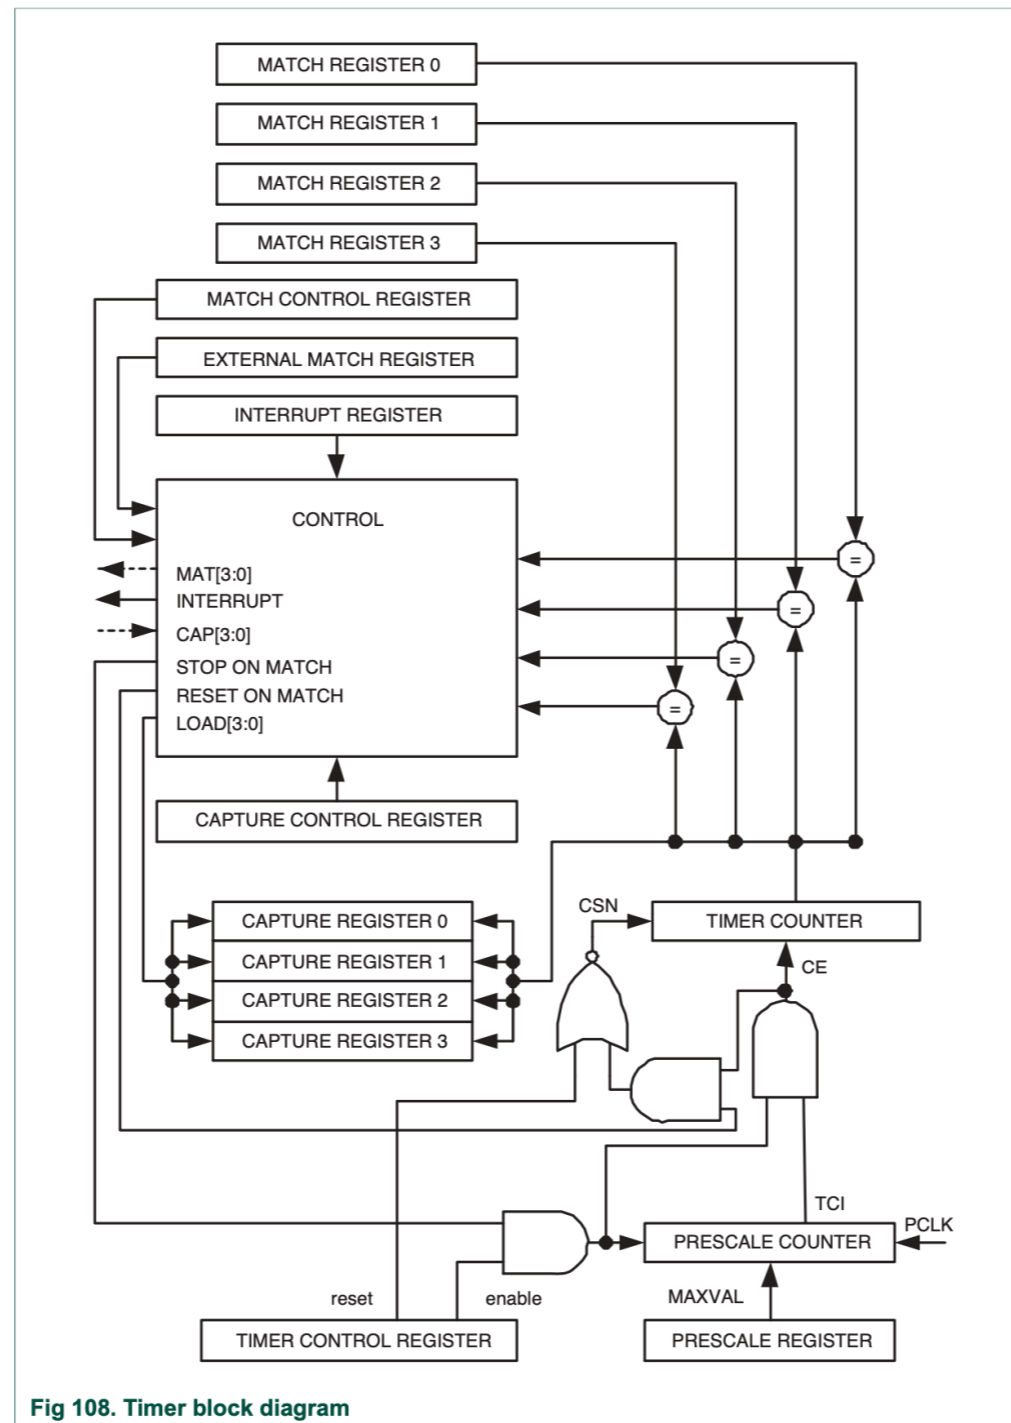 MATCH REGISTER 0
MATCH REGISTER 1
MATCH REGISTER 2
MATCH REGISTER 3
MATCH CONTROL REGISTER
EXTERNAL MATCH REGISTER
INTERRUPT REGISTER
CONTROL
=
=
=
=
MAT[3:0]
INTERRUPT
CAP[3:0]
STOP ON MATCH
RESET ON MATCH
LOAD[3:0]
CAPTURE CONTROL REGISTER
CSN
TIMER COUNTER
CAPTURE REGISTER 0
CAPTURE REGISTER 1
CAPTURE REGISTER 2
CAPTURE REGISTER 3
CE
TCI
PCLK
PRESCALE COUNTER
reset
enable
MAXVAL
TIMER CONTROL REGISTER
PRESCALE REGISTER
Fig 108. Timer block diagram